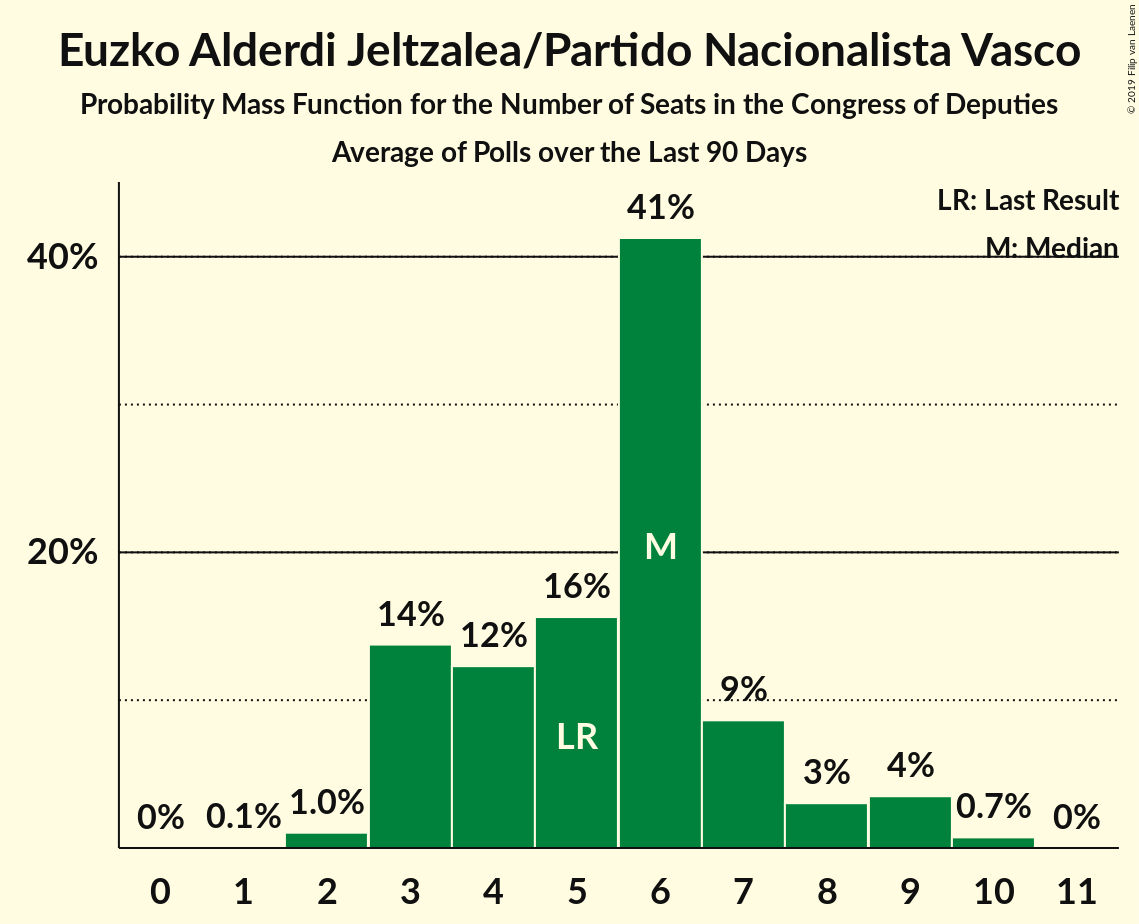 Euzko Alderdi Jeltzalea/Partido Nacionalista Vasco
Probability Mass Function for the Number of Seats in the Congress of Deputies
Average of Polls over the Last 90 Days
© 2019 Filip van Laenen
LR: Last Result
M: Median
40%
20%
0%
0.1%
1.0%
14%
12%
16%
41%
9%
3%
4%
0.7%
0%
LR
M
0 1 2 3 4 5 6 7 8 9 10 11